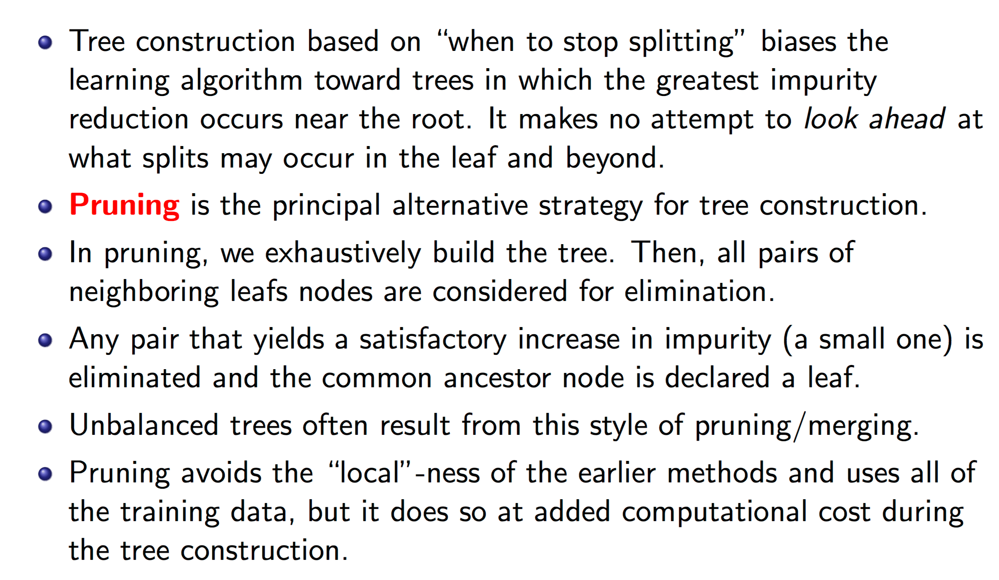 Tree construction based on “when to stop splitting” biases the
learning algorithm toward trees in which the greatest impurity
reduction occurs near the root. It makes no attempt to look ahead at
what splits may occur in the leaf and beyond.
Pruning is the principal alternative strategy for tree construction.
In pruning, we exhaustively build the tree. Then, all pairs of
neighboring leafs nodes are considered for elimination.
Any pair that yields a satisfactory increase in impurity (a small one) is
eliminated and the common ancestor node is declared a leaf.
Unbalanced trees often result from this style of pruning/merging.
Pruning avoids the “local”-ness of the earlier methods and uses all of
the training data, but it does so at added computational cost during
the tree construction.